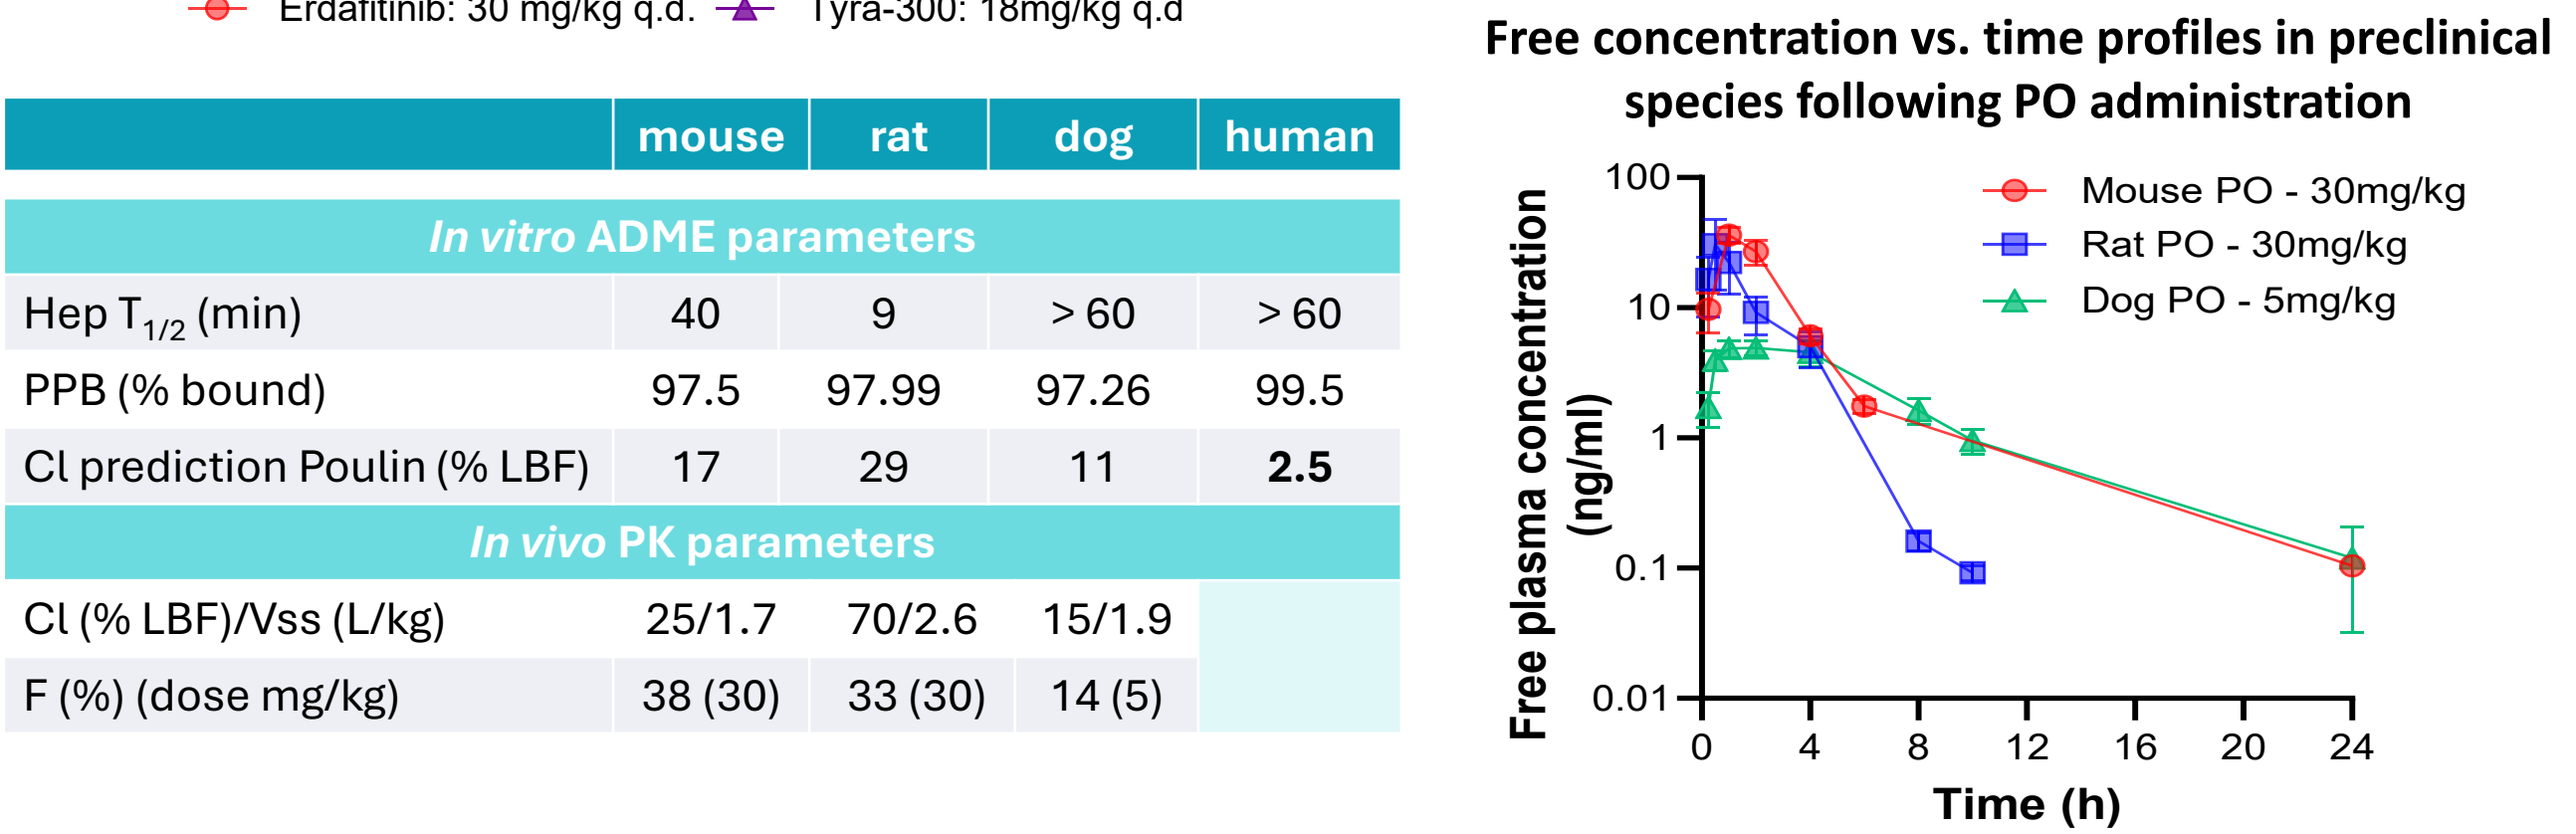 Erdafitinib: 30 mg/kg q.d. Tyra-300: 18mg/kg q.d
mouse rat dog human
In vitro ADME parameters
Hep T1/2 (min) 40 9 > 60 > 60
PPB (% bound) 97.5 97.99 97.26 99.5
Cl prediction Poulin (% LBF) 17 29 11 2.5
In vivo PK parameters
Cl (% LBF)/Vss (L/kg) 25/1.7 70/2.6 15/1.9
F (%) (dose mg/kg) 38 (30) 33 (30) 14 (5)
Free concentration vs. time profiles in preclinical
species following PO administration
Free plasma concentration
(ng/ml)
100
10
1
0.1
0.01
Mouse PO - 30mg/kg
Rat PO - 30mg/kg
Dog PO - 5mg/kg
0 4 8 12 16 20 24
Time (h)